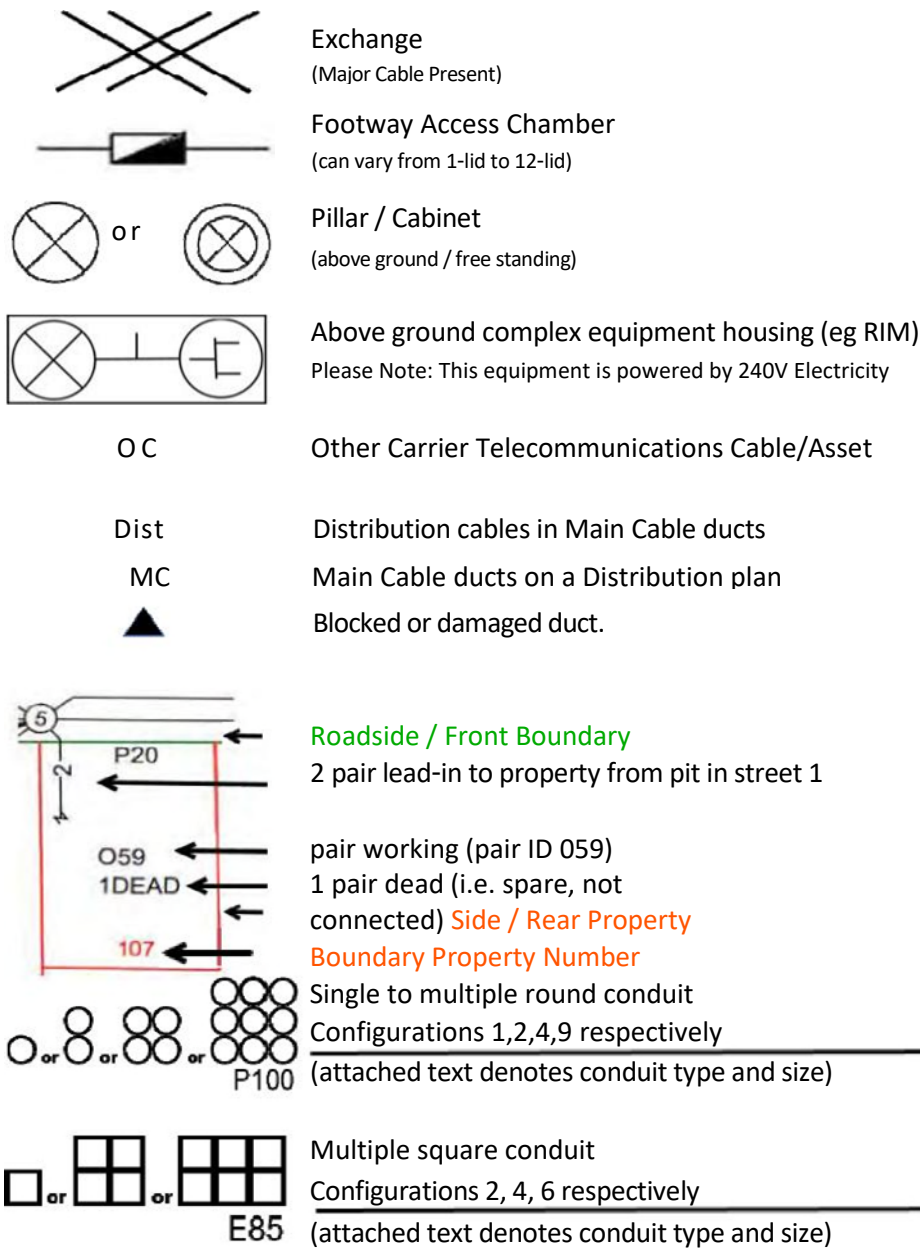 Exchange
(Major Cable Present)
Footway Access Chamber
(can vary from 1-lid to 12-lid)
or
Pillar / Cabinet
(above ground / free standing)
Above ground complex equipment housing (eg RIM)
Please Note: This equipment is powered by 240V Electricity
OC
Other Carrier Telecommunications Cable/Asset
Dist
Distribution cables in Main Cable ducts
MC
Main Cable ducts on a Distribution plan
Blocked or damaged duct.
5
Roadside / Front Boundary
P20
2
2 pair lead-in to property from pit in street 1
4
O59
pair working (pair ID 059)
1DEAD
1 pair dead (i.e. spare, not
connected) Side / Rear Property
107
Boundary Property Number
Single to multiple round conduit
Configurations 1,2,4,9 respectively
or or or
P100
(attached text denotes conduit type and size)
Multiple square conduit
or or
Configurations 2, 4, 6 respectively
E85
(attached text denotes conduit type and size)